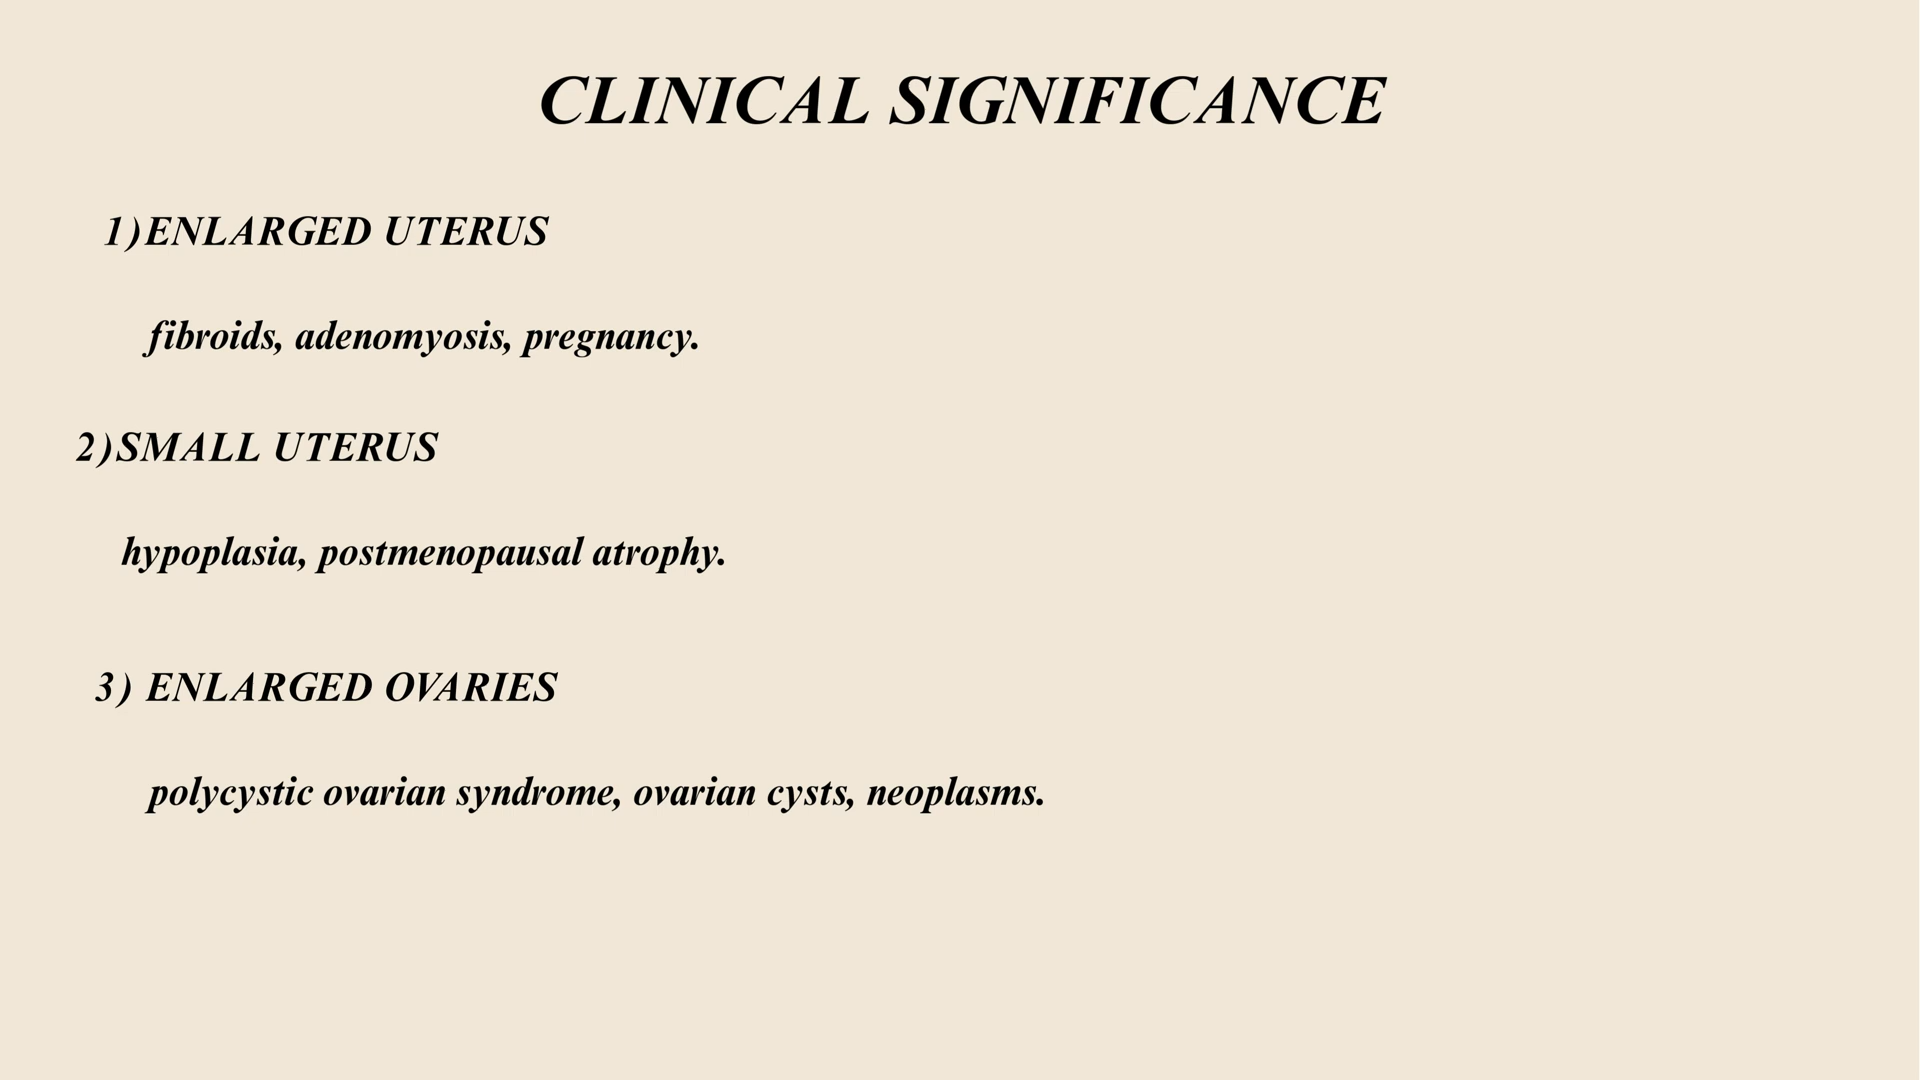 CLINICAL SIGNIFICANCE
1)ENLARGED UTERUS
fibroids, adenomyosis, pregnancy.
2)SMALL UTERUS
hypoplasia, postmenopausal atrophy.
3) ENLARGED OVARIES
polycystic ovarian syndrome, ovarian cysts, neoplasms.